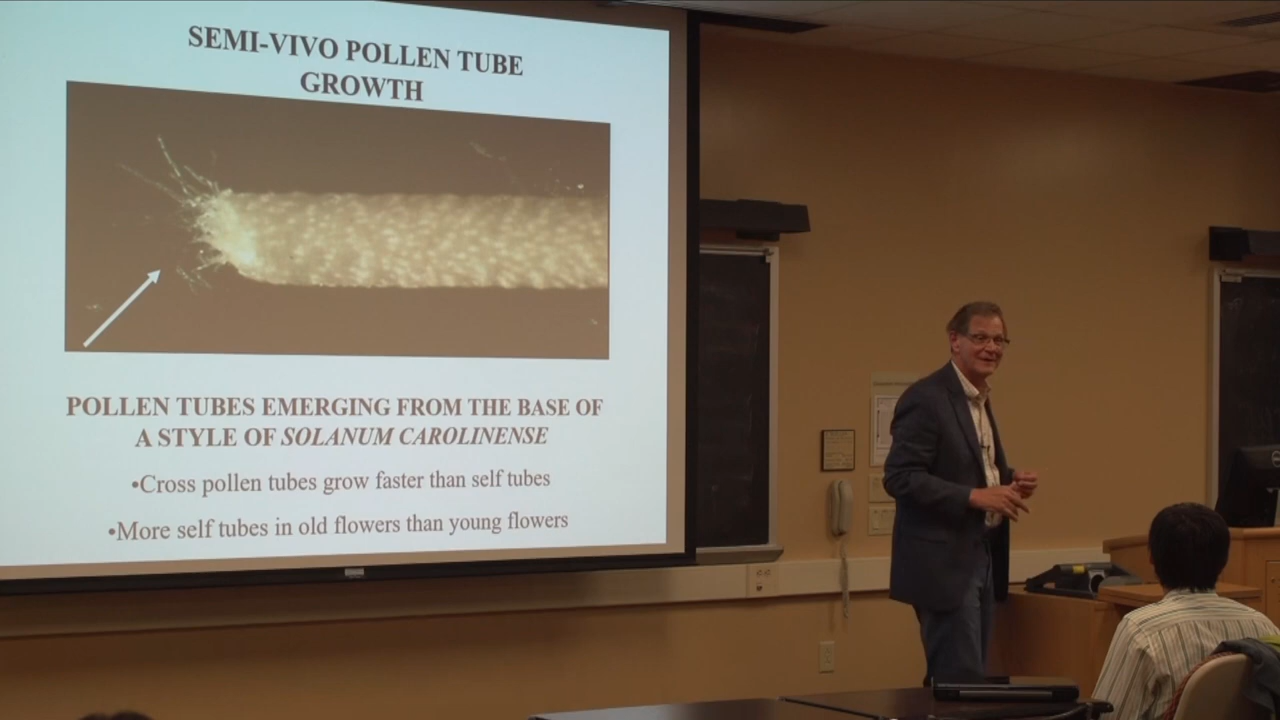 SEMI-VIVO POLLEN TUBE
GROWTH
POLLEN TUBES EMERGING FROM THE BASE OF
A STYLE OF SOLANUM CAROLINENSE
•Cross pollen tubes grow faster than self tubes
•More self tubes in old flowers than young flowers